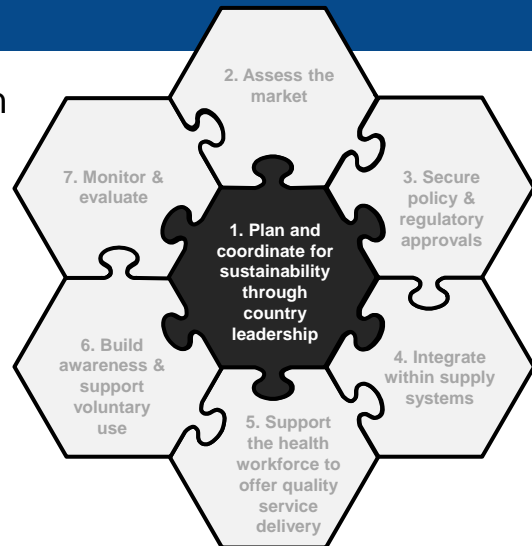 n
2. Assess the
market
3. Secure
policy &
regulatory
approvals
7. Monitor &
evaluate
1. Plan and
coordinate for
sustainability
through
country
leadership
4. Integrate
within supply
systems
6. Build
awareness &
support
voluntary
use
5. Support
the health
workforce to
offer quality
service
delivery